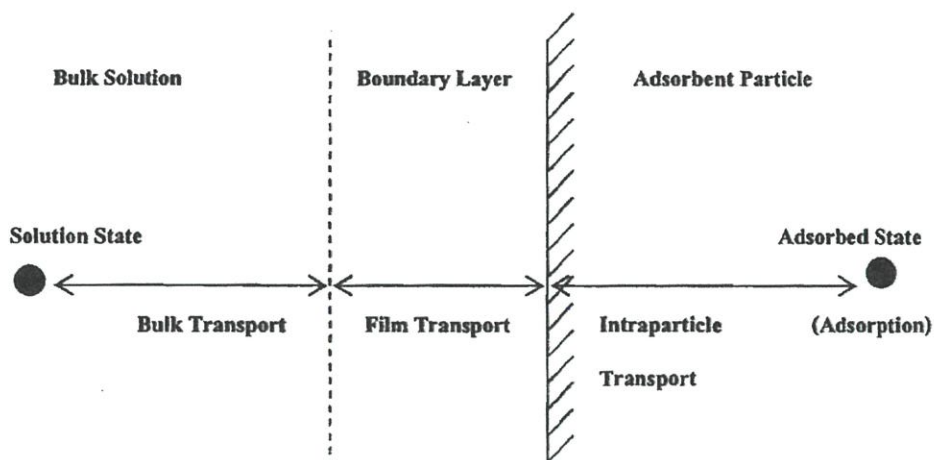 Bulk Solution
Boundary Layer
Adsorbent Particle
Solution State
Adsorbed State
Bulk Transport
Film Transport
Intraparticle
(Adsorption)
Transport